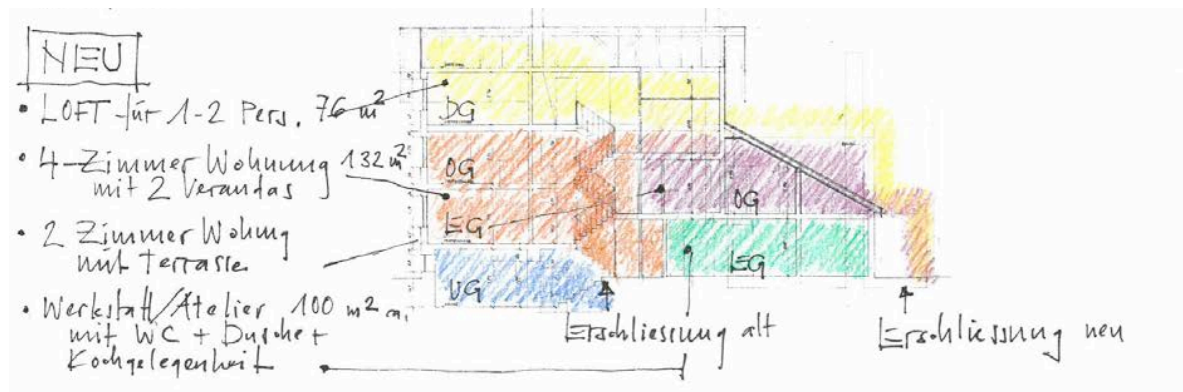 NEU
• LOFT für 1-2 Pers. 76 m²
• 4-Zimmer Wohnung 132 m²
mit 2 Verandas
• 2 Zimmer Wohung
mit Terrasse
• Werkstatt/Atelier 100 m²
mit WC + Dusche +
Kochgelegenheit
DG
OG
EG
UG
OG
EG
Erschliessung alt
Erschliessung neu